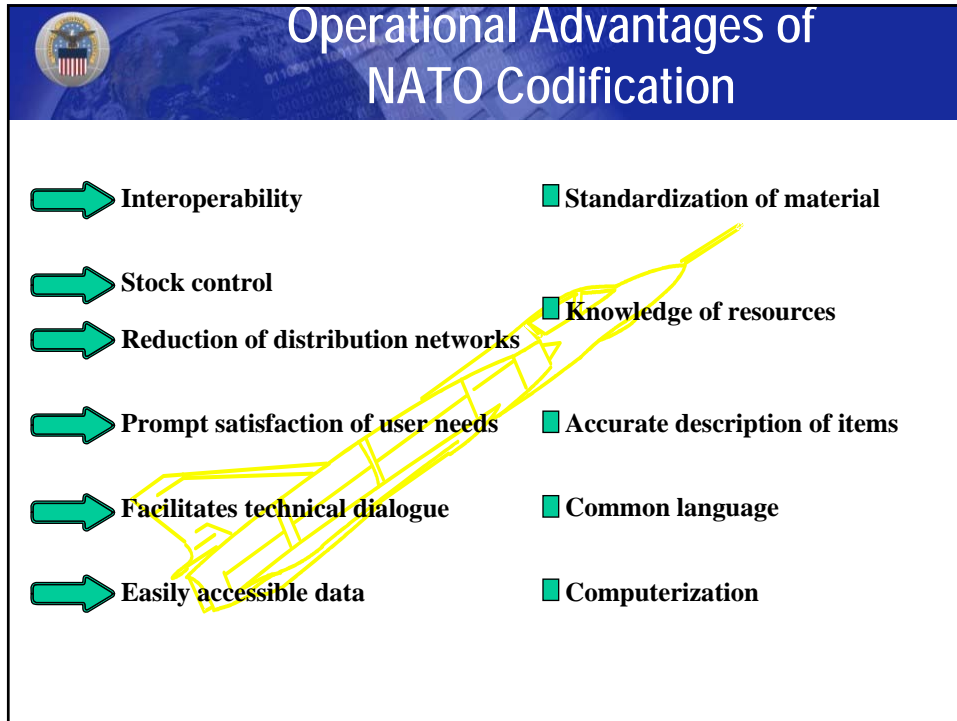 Operational Advantages of
NATO Codification
Interoperability
Standardization of material
Stock control
Knowledge of resources
Reduction of distribution networks
Prompt satisfaction of user needs
Accurate description of items
Facilitates technical dialogue
Common language
Easily accessible data
Computerization